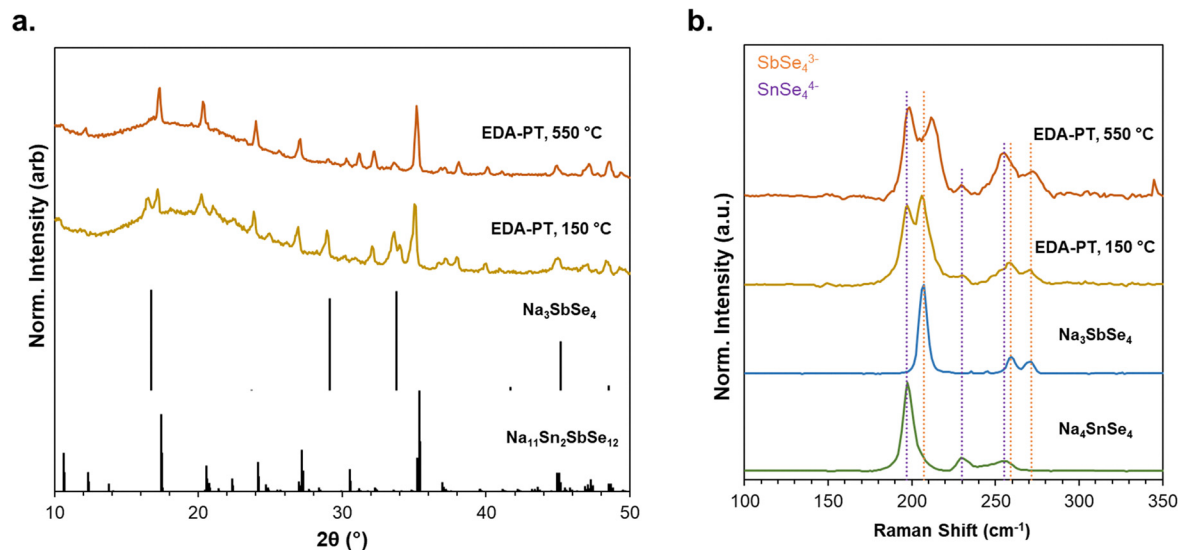 a.
Norm. Intensity (arb)
EDA-PT, 550 °C
EDA-PT, 150 °C
Na₃SbSe₄
Na₁₁Sn₂SbSe₁₂
10 20 30 40 50
2θ (°)
b.
Norm. Intensity (a.u.)
SbSe₄³⁻
SnSe₄⁴⁻
EDA-PT, 550 °C
EDA-PT, 150 °C
Na₃SbSe₄
Na₄SnSe₄
100 150 200 250 300 350
Raman Shift (cm⁻¹)